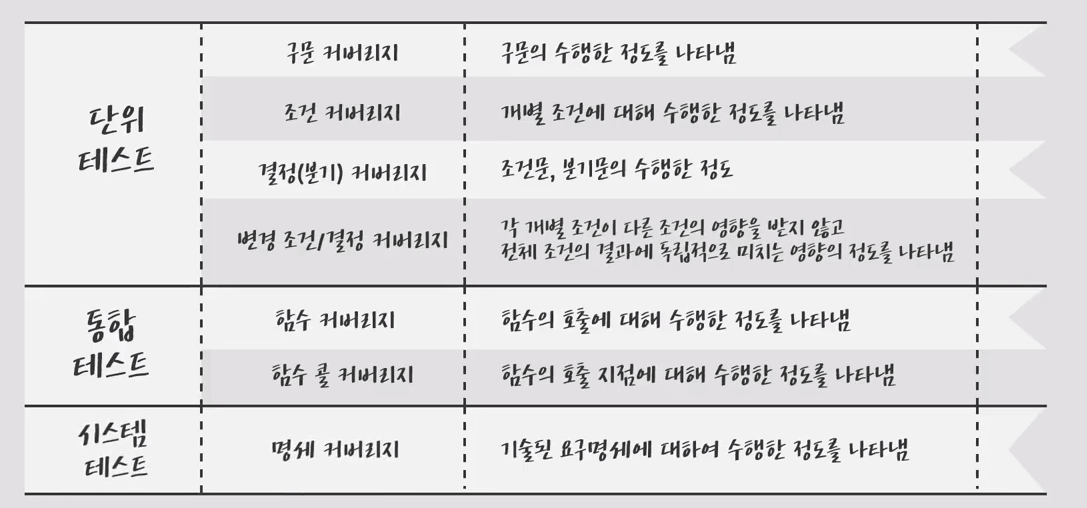 단위
테스트
구문 커버리지
구문의 수행한 정도를 나타냄
조건 커버리지
개별 조건에 대해 수행한 정도를 나타냄
결정(분기) 커버리지
조건문, 분기문의 수행한 정도
변경 조건/결정 커버리지
각 개별 조건이 다른 조건의 영향을 받지 않고
전체 조건의 결과에 독립적으로 미치는 영향의 정도를 나타냄
통합
테스트
함수 커버리지
함수의 호출에 대해 수행한 정도를 나타냄
함수 콜 커버리지
함수의 호출 지점에 대해 수행한 정도를 나타냄
시스템
테스트
명세 커버리지
기술된 요구명세에 대하여 수행한 정도를 나타냄